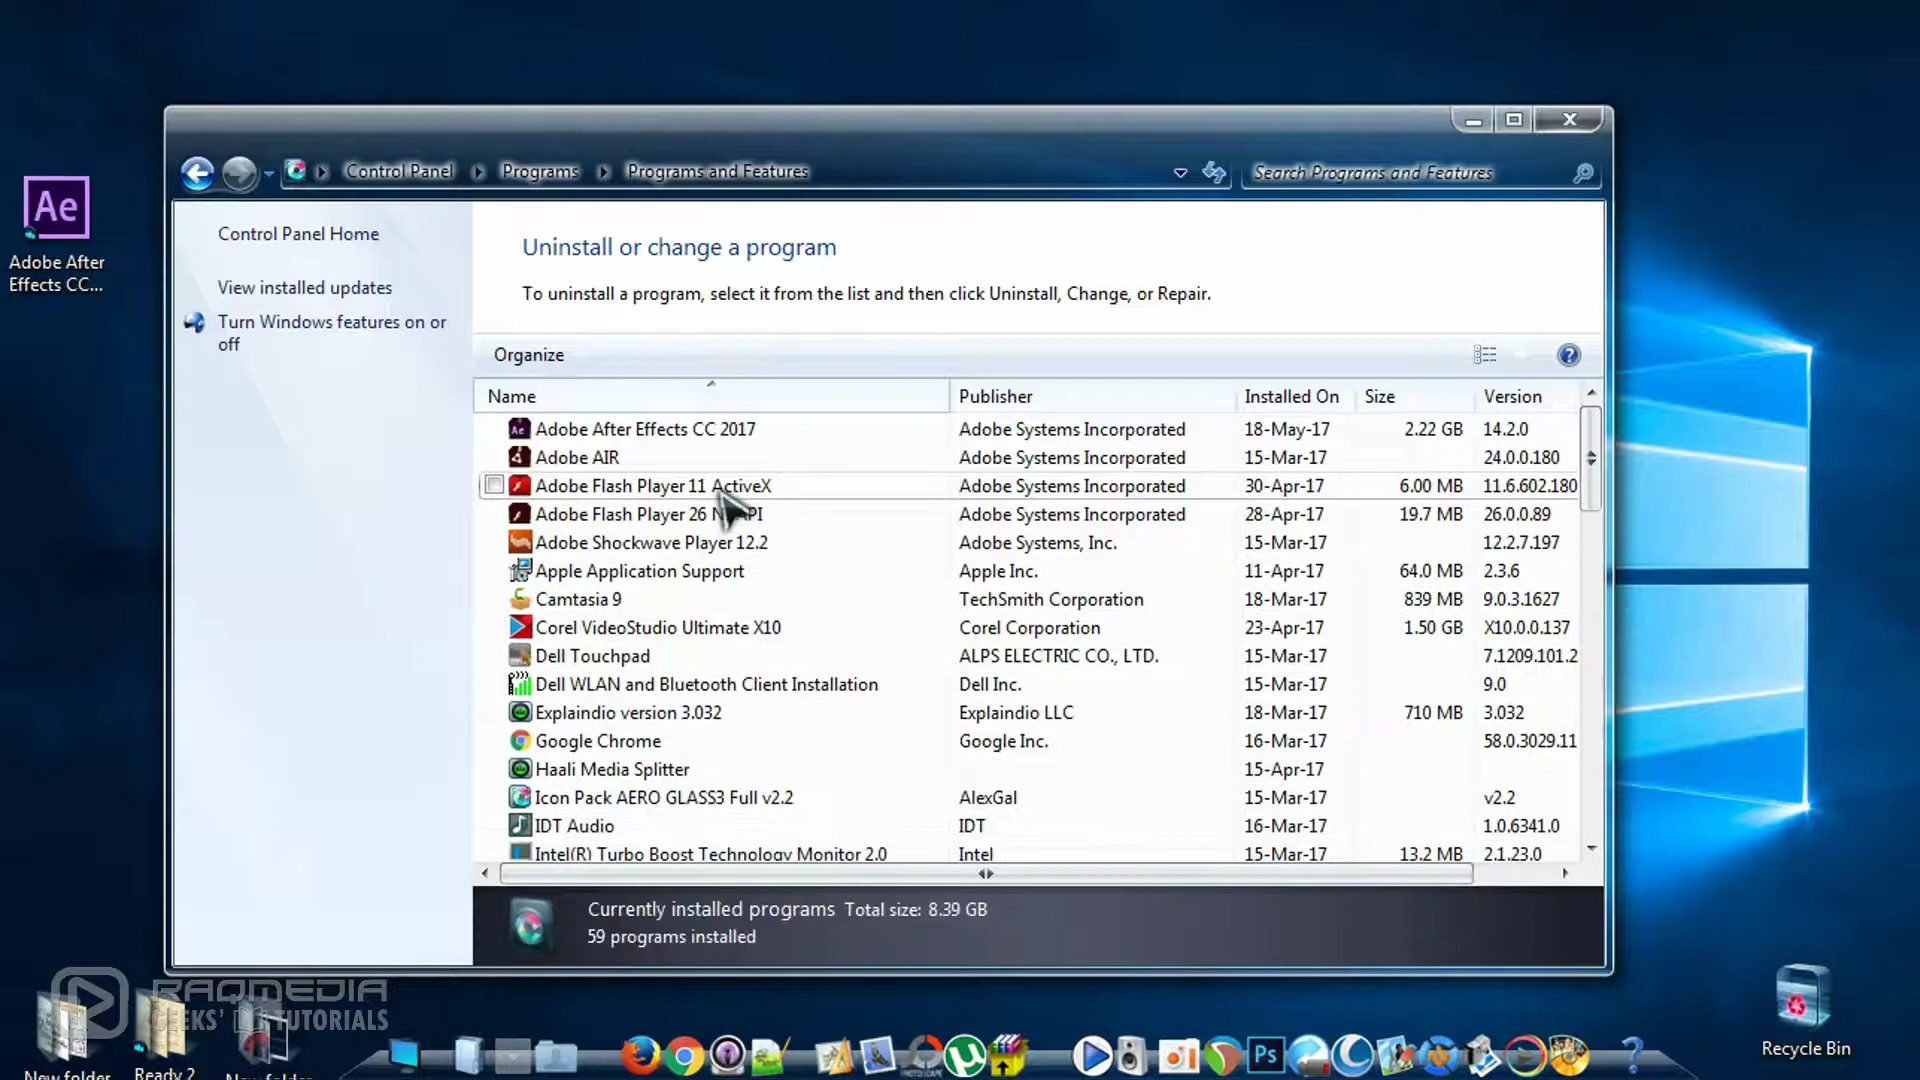 Control Panel Programs Programs and Features
Search Programs and Features
Control Panel Home
View installed updates
Turn Windows features on or
off
Uninstall or change a program
To uninstall a program, select it from the list and then click Uninstall, Change, or Repair.
Organize
Name Publisher Installed On Size Version
Adobe After Effects CC 2017 Adobe Systems Incorporated 18-May-17 2.22 GB 14.2.0
Adobe AIR Adobe Systems Incorporated 15-Mar-17 24.0.0.180
Adobe Flash Player 11 ActiveX Adobe Systems Incorporated 30-Apr-17 6.00 MB 11.6.602.180
Adobe Flash Player 26 Adobe Systems Incorporated 28-Apr-17 19.7 MB 26.0.0.89
Adobe Shockwave Player 12.2 Adobe Systems, Inc. 15-Mar-17 12.2.7.197
Apple Application Support Apple Inc. 11-Apr-17 64.0 MB 2.3.6
Camtasia 9 TechSmith Corporation 18-Mar-17 839 MB 9.0.3.1627
Corel VideoStudio Ultimate X10 Corel Corporation 23-Apr-17 1.50 GB X10.0.0.137
Dell Touchpad ALPS ELECTRIC CO., LTD. 15-Mar-17 7.1209.101.2
Dell WLAN and Bluetooth Client Installation Dell Inc. 15-Mar-17 9.0
Explaindio version 3.032 Explaindio LLC 18-Mar-17 710 MB 3.032
Google Chrome Google Inc. 16-Mar-17 58.0.3029.11
Haali Media Splitter 15-Apr-17
Icon Pack AERO GLASS3 Full v2.2 AlexGal 15-Mar-17 v2.2
IDT Audio IDT 16-Mar-17 1.0.6341.0
Intel(R) Turbo Boost Technology Monitor 2.0 Intel 15-Mar-17 13.2 MB 2.1.23.0
Currently installed programs Total size: 8.39 GB
59 programs installed
Ae
Adobe After
Effects CC...
RAQMEDIA
GEEKS' TUTORIALS
New folder
Ready 2
New folder
Ps
Recycle Bin